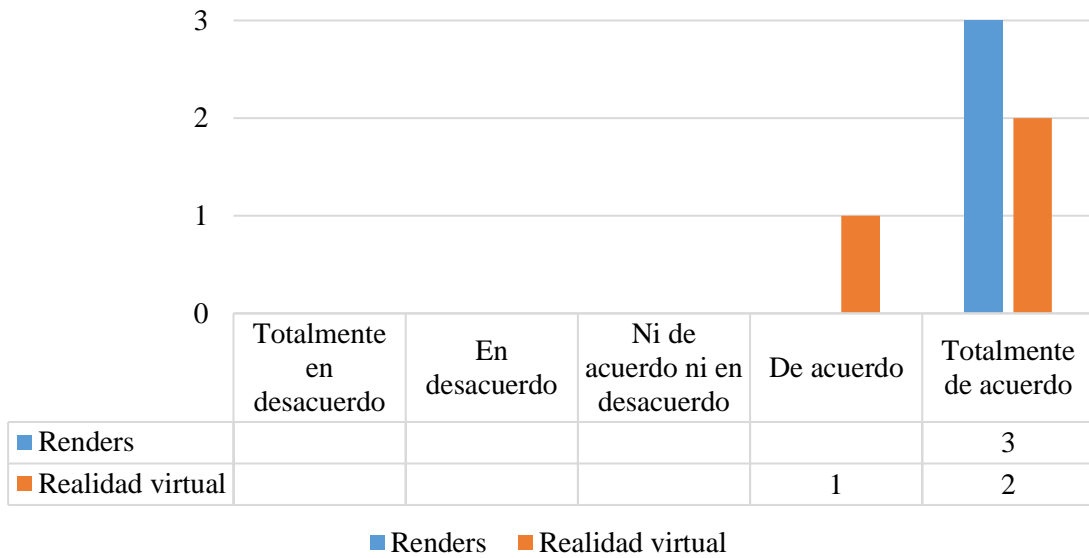 3
2
1
0
Totalmente
en
desacuerdo
En
desacuerdo
Ni de
acuerdo ni en
desacuerdo
De acuerdo
Totalmente
de acuerdo
Renders 3
Realidad virtual 1 2
Renders Realidad virtual